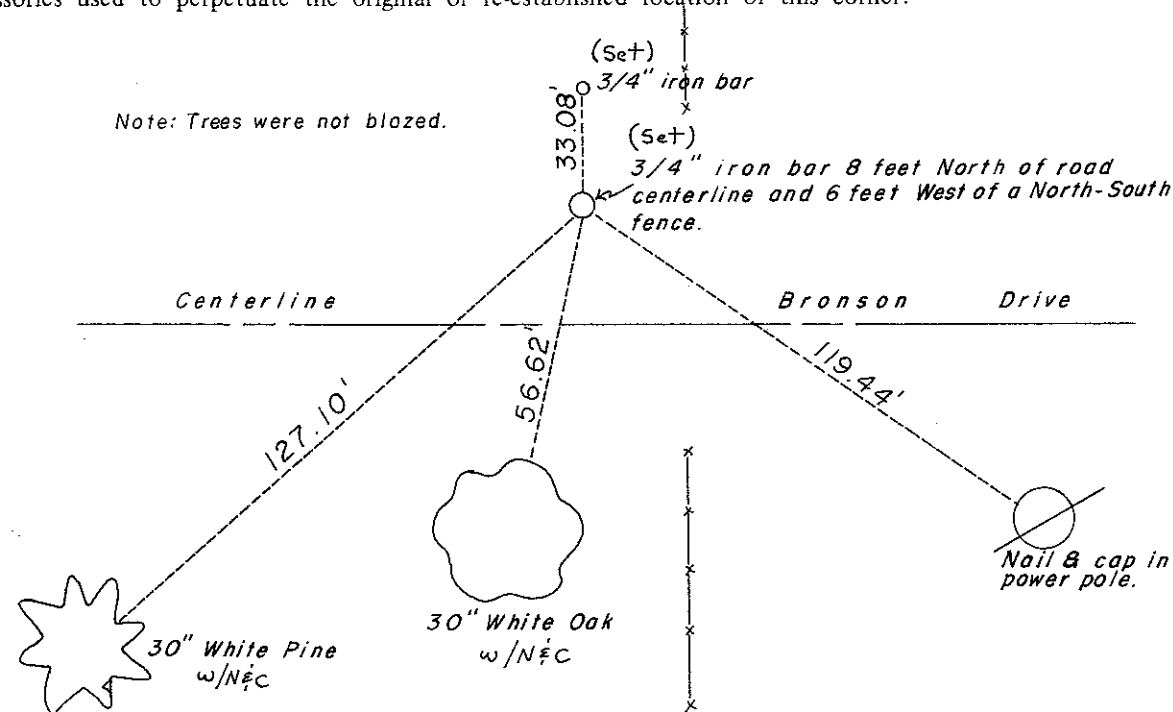 ssories used to perpetuate the original or re-established location of this corner.
(Set)
3/4" iron bar
Note: Trees were not blazed.
33.08'
(Set)
3/4" iron bar 8 feet North of road
centerline and 6 feet West of a North-South
fence.
Centerline Bronson Drive
127.10'
56.62'
119.44'
Nail & cap in
power pole.
30" White Oak
w/N&C
30" White Pine
w/N&C